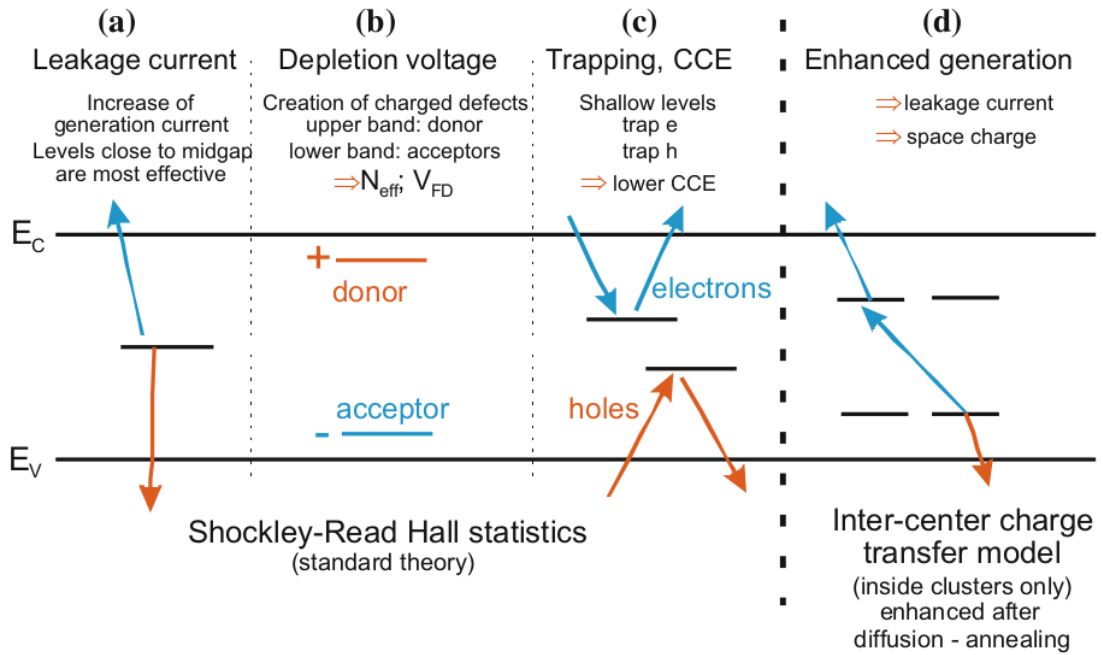 (a)
Leakage current
Increase of
generation current
Levels close to midgap
are most effective
(b)
Depletion voltage
Creation of charged defects
upper band: donor
lower band: acceptors
⇒N_eff; V_FD
(c)
Trapping, CCE
Shallow levels
trap e
trap h
⇒ lower CCE
(d)
Enhanced generation
⇒ leakage current
⇒ space charge
E_C
+
donor
electrons
acceptor
-
holes
E_V
Shockley-Read Hall statistics
(standard theory)
Inter-center charge
transfer model
(inside clusters only)
enhanced after
diffusion - annealing